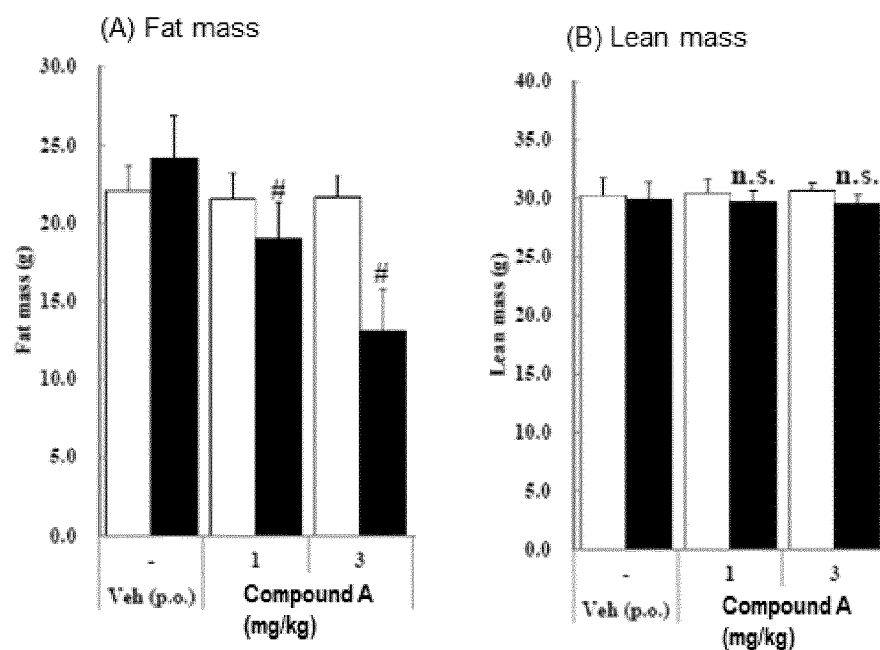 (A) Fat mass
30.0
25.0
20.0
15.0
10.0
5.0
0.0
Fat mass (g)
#
#
- 1 3
Veh (p.o.) Compound A
(mg/kg)
(B) Lean mass
40.0
35.0
30.0
25.0
20.0
15.0
10.0
5.0
0.0
Lean mass (g)
n.s. n.s.
- 1 3
Veh (p.o.) Compound A
(mg/kg)